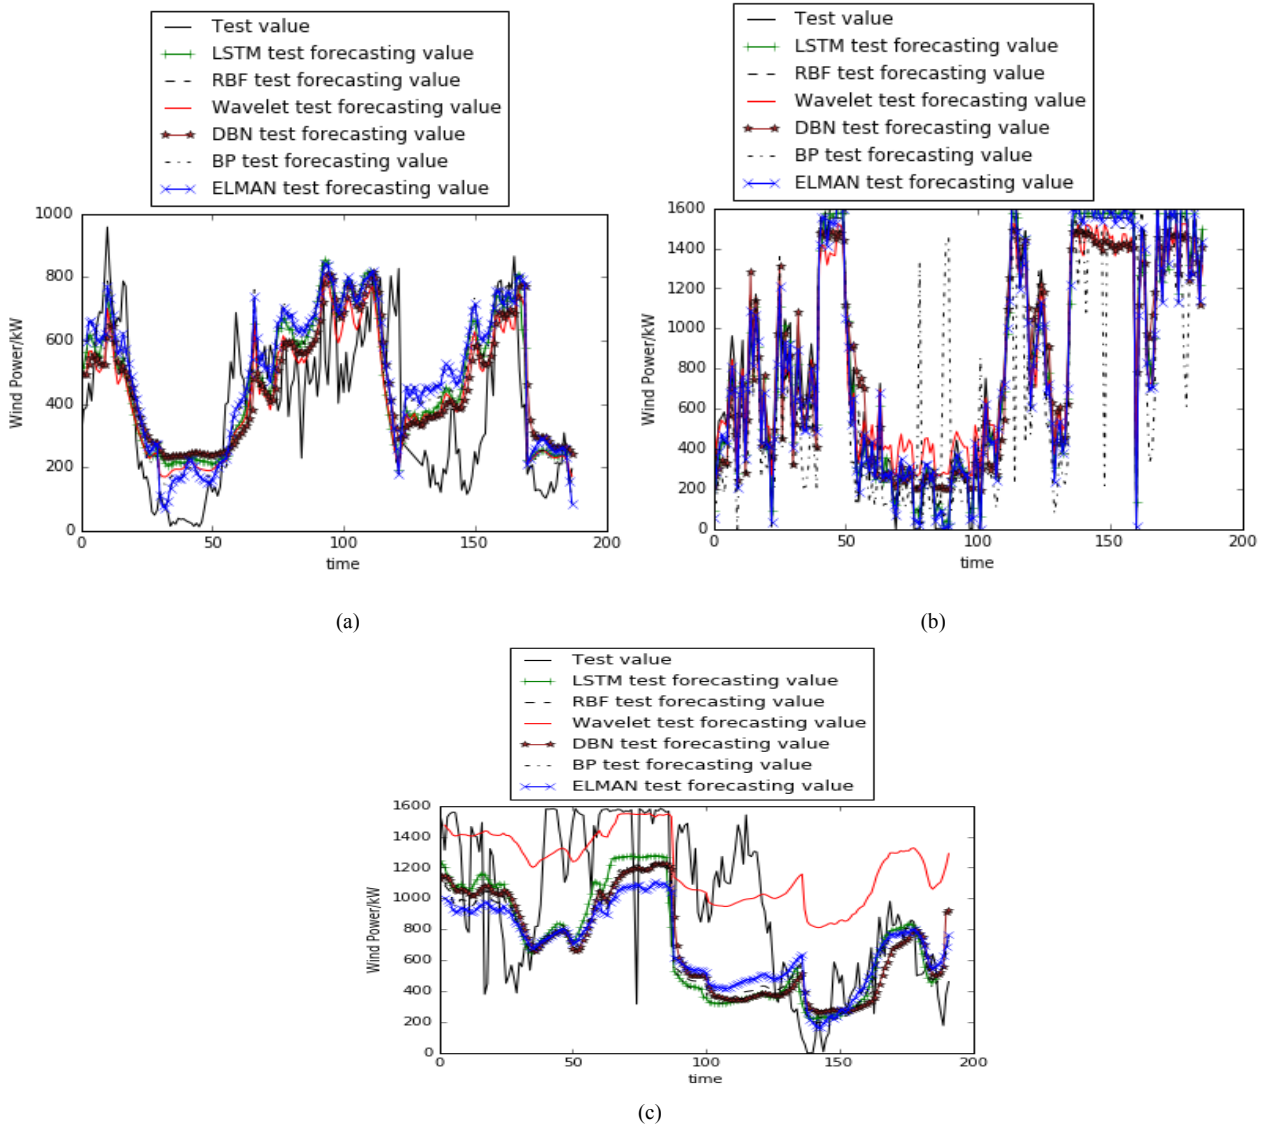 Test value
LSTM test forecasting value
RBF test forecasting value
Wavelet test forecasting value
DBN test forecasting value
BP test forecasting value
ELMAN test forecasting value
1000
800
600
400
200
0
Wind Power/kW
0 50 100 150 200
time
(a)
Test value
LSTM test forecasting value
RBF test forecasting value
Wavelet test forecasting value
DBN test forecasting value
BP test forecasting value
ELMAN test forecasting value
1600
1400
1200
1000
800
600
400
200
0
Wind Power/kW
0 50 100 150 200
time
(b)
Test value
LSTM test forecasting value
RBF test forecasting value
Wavelet test forecasting value
DBN test forecasting value
BP test forecasting value
ELMAN test forecasting value
1600
1400
1200
1000
800
600
400
200
0
Wind Power/kW
0 50 100 150 200
time
(c)